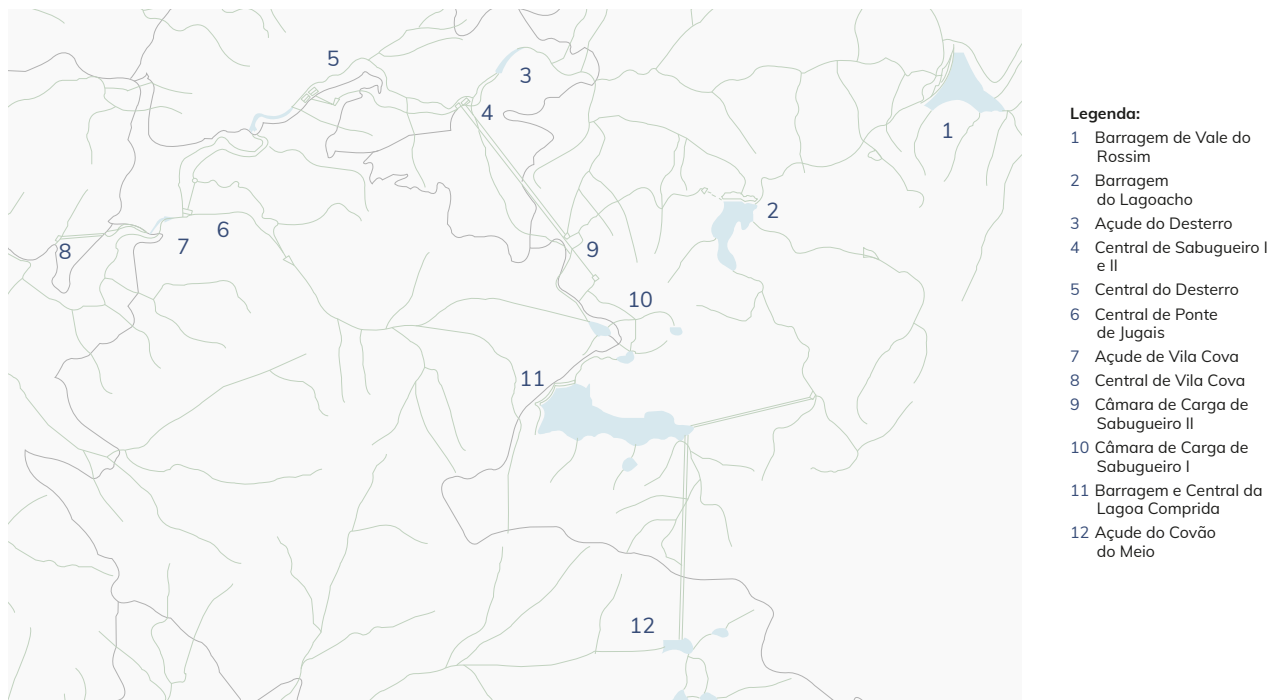 5
3
4
1
2
6
7
8
9
10
11
12
Legenda:
1 Barragem de Vale do
Rossim
2 Barragem
do Lagoacho
3 Açude do Desterro
4 Central de Sabugueiro I
e II
5 Central do Desterro
6 Central de Ponte
de Jugais
7 Açude de Vila Cova
8 Central de Vila Cova
9 Câmara de Carga de
Sabugueiro II
10 Câmara de Carga de
Sabugueiro I
11 Barragem e Central da
Lagoa Comprida
12 Açude do Covão
do Meio